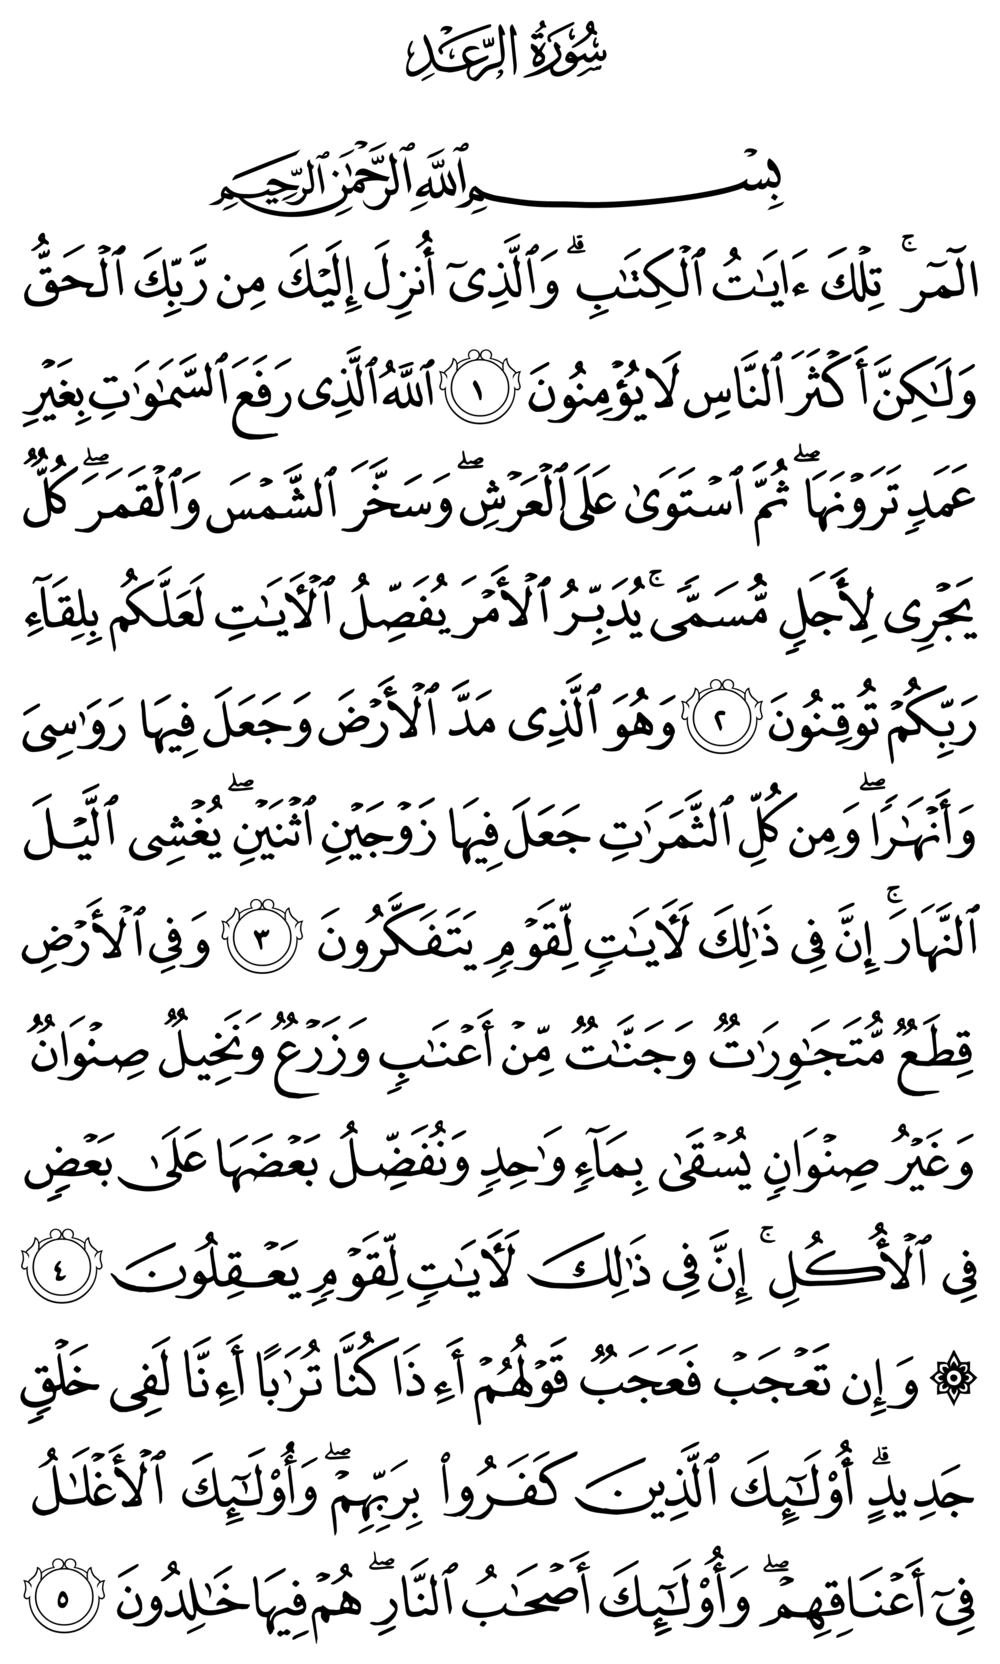 سُورَةُ الرَّعۡدِ
بِسۡمِ ٱللَّهِ ٱلرَّحۡمَٰنِ ٱلرَّحِيمِ
الٓمٓرۚ تِلۡكَ ءَايَٰتُ ٱلۡكِتَٰبِۗ وَٱلَّذِيٓ أُنزِلَ إِلَيۡكَ مِن رَّبِّكَ ٱلۡحَقُّ
وَلَٰكِنَّ أَكۡثَرَ ٱلنَّاسِ لَا يُؤۡمِنُونَ ١ ٱللَّهُ ٱلَّذِي رَفَعَ ٱلسَّمَٰوَٰتِ بِغَيۡرِ
عَمَدٖ تَرَوۡنَهَاۖ ثُمَّ ٱسۡتَوَىٰ عَلَى ٱلۡعَرۡشِۖ وَسَخَّرَ ٱلشَّمۡسَ وَٱلۡقَمَرَۖ كُلّٞ
يَجۡرِي لِأَجَلٖ مُّسَمّٗىۚ يُدَبِّرُ ٱلۡأَمۡرَ يُفَصِّلُ ٱلۡأٓيَٰتِ لَعَلَّكُم بِلِقَآءِ
رَبِّكُمۡ تُوقِنُونَ ٢ وَهُوَ ٱلَّذِي مَدَّ ٱلۡأَرۡضَ وَجَعَلَ فِيهَا رَوَٰسِيَ
وَأَنۡهَٰرٗاۖ وَمِن كُلِّ ٱلثَّمَرَٰتِ جَعَلَ فِيهَا زَوۡجَيۡنِ ٱثۡنَيۡنِۖ يُغۡشِي ٱلَّيۡلَ
ٱلنَّهَارَۚ إِنَّ فِي ذَٰلِكَ لَأٓيَٰتٖ لِّقَوۡمٖ يَتَفَكَّرُونَ ٣ وَفِي ٱلۡأَرۡضِ
قِطَعٞ مُّتَجَٰوِرَٰتٞ وَجَنَّٰتٞ مِّنۡ أَعۡنَٰبٖ وَزَرۡعٞ وَنَخِيلٞ صِنۡوَانٞ
وَغَيۡرُ صِنۡوَانٖ يُسۡقَىٰ بِمَآءٖ وَٰحِدٖ وَنُفَضِّلُ بَعۡضَهَا عَلَىٰ بَعۡضٖ
فِي ٱلۡأُكُلِۚ إِنَّ فِي ذَٰلِكَ لَأٓيَٰتٖ لِّقَوۡمٖ يَعۡقِلُونَ ٤
۞ وَإِن تَعۡجَبۡ فَعَجَبٞ قَوۡلُهُمۡ أَءِذَا كُنَّا تُرَٰبًا أَءِنَّا لَفِي خَلۡقٖ
جَدِيدٍۗ أُوْلَٰٓئِكَ ٱلَّذِينَ كَفَرُواْ بِرَبِّهِمۡۖ وَأُوْلَٰٓئِكَ ٱلۡأَغۡلَٰلُ
فِيٓ أَعۡنَاقِهِمۡۖ وَأُوْلَٰٓئِكَ أَصۡحَٰبُ ٱلنَّارِۖ هُمۡ فِيهَا خَٰلِدُونَ ٥